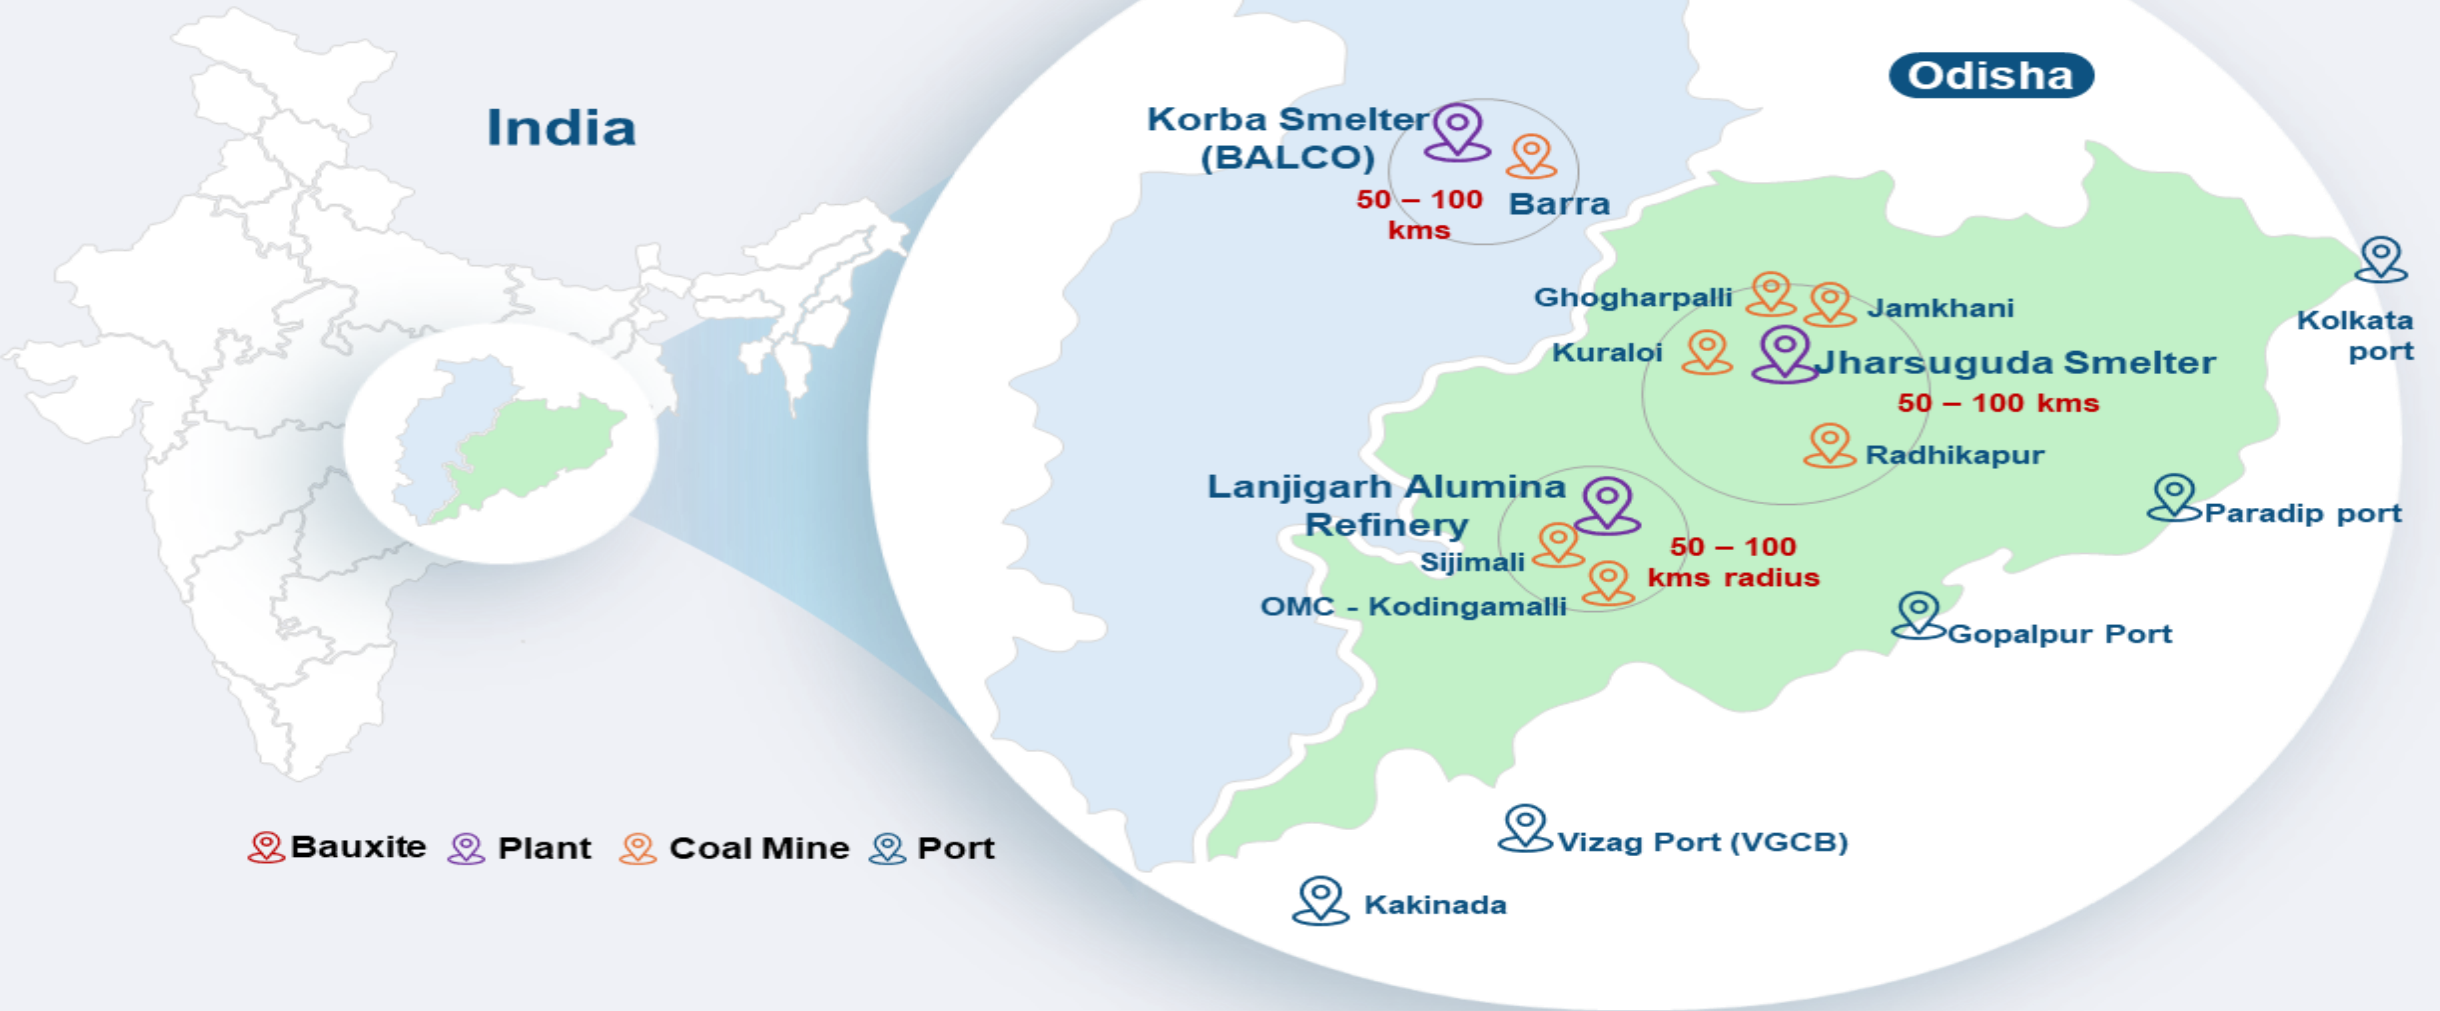 India
Odisha
Korba Smelter
(BALCO)
50 – 100
kms
Barra
Ghogharpalli
Jamkhani
Kuraloi
Jharsuguda Smelter
50 – 100 kms
Radhikapur
Kolkata
port
Lanjigarh Alumina
Refinery
Sijimali
50 – 100
kms radius
OMC - Kodingamalli
Paradip port
Gopalpur Port
Vizag Port (VGCB)
Kakinada
Bauxite Plant Coal Mine Port